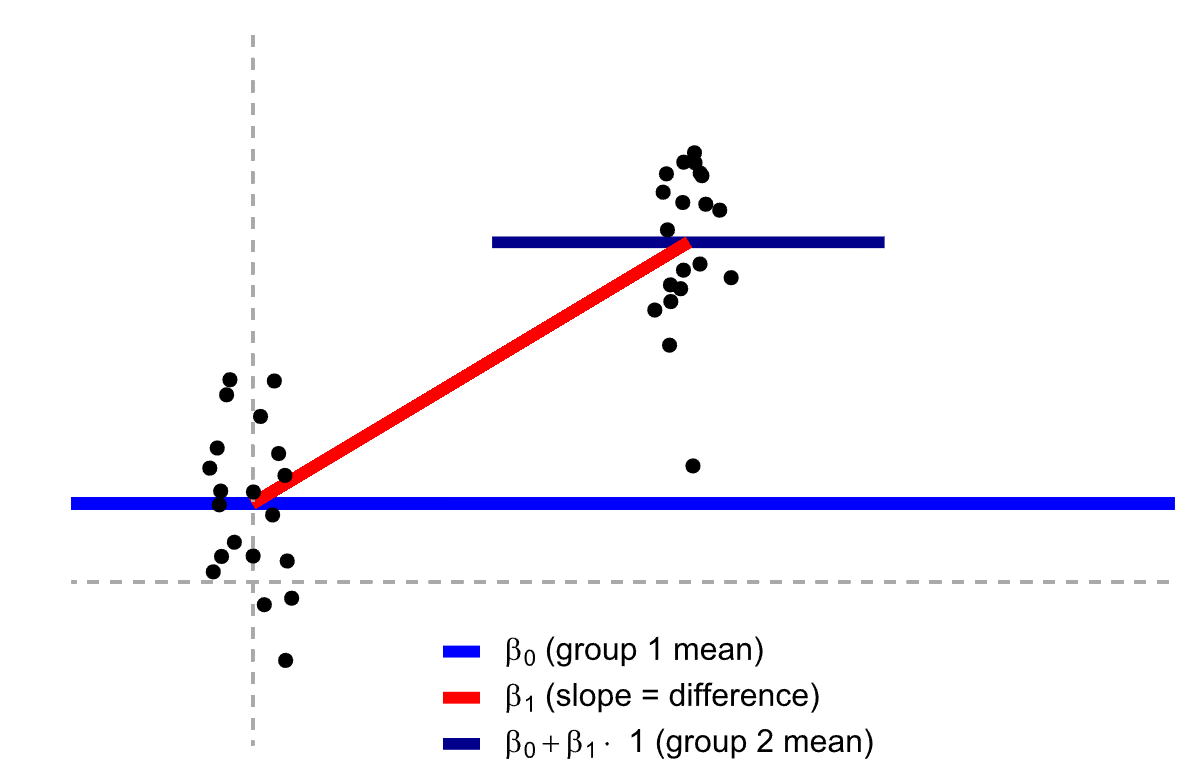 β₀ (group 1 mean)
β₁ (slope = difference)
β₀ + β₁ · 1 (group 2 mean)